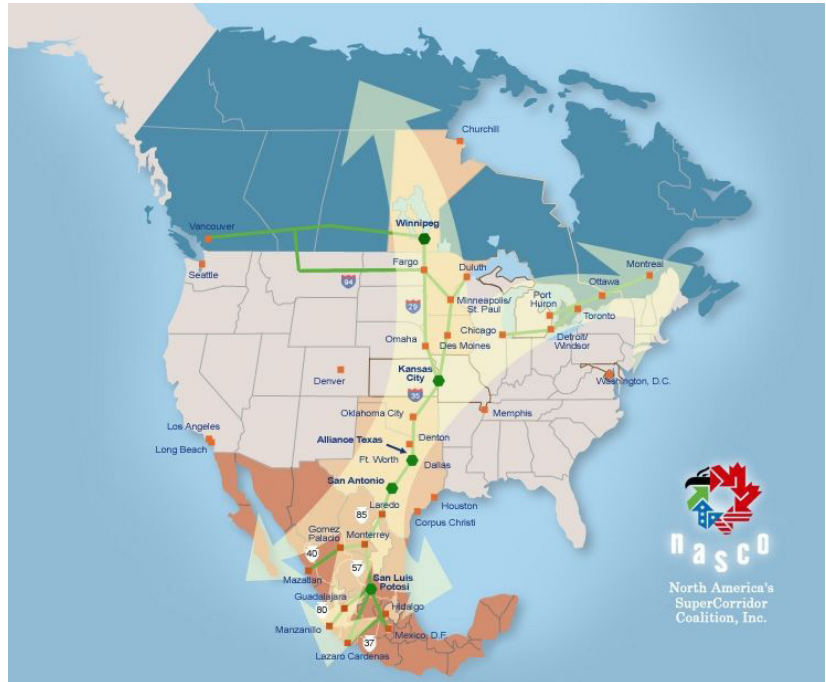 Churchill
Vancouver
Winnipeg
Seattle
Fargo
Duluth
Montreal
94
29
Minneapolis/
St. Paul
Port
Huron
Ottawa
Toronto
Chicago
Detroit/
Windsor
Omaha
Des Moines
Kansas
City
Denver
35
Washington, D.C.
Oklahoma City
Memphis
Los Angeles
Long Beach
Alliance Texas
Denton
Ft. Worth
Dallas
San Antonio
Laredo
Houston
85
Corpus Christi
Gomez
Palacio
Monterrey
40
57
Mazatlan
San Luis
Potosi
Guadalajara
80
Hidalgo
Manzanillo
37
Mexico, D.F.
Lazaro Cardenas
nasco
North America's
SuperCorridor
Coalition, Inc.